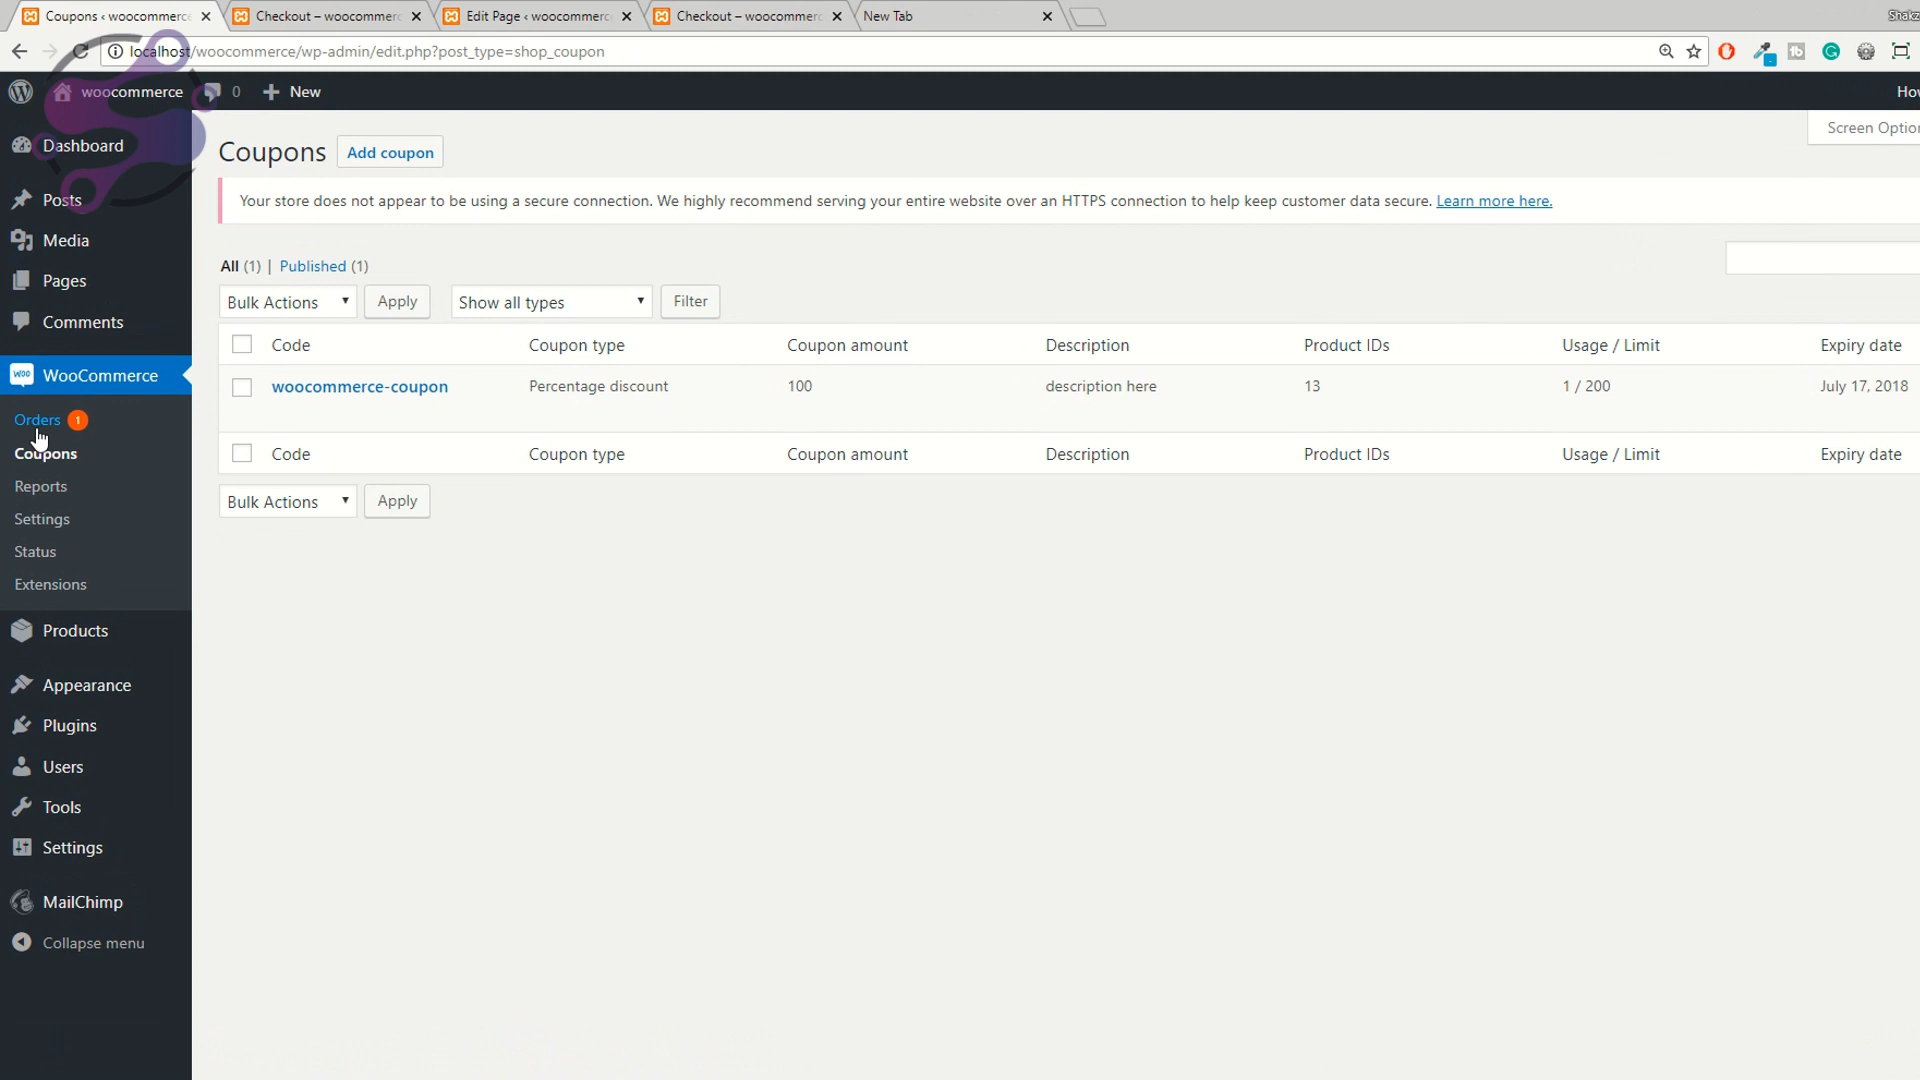 Coupons ‹ woocommerce
Checkout – woocommerc
Edit Page ‹ woocommerc
Checkout – woocommerc
New Tab
localhost/woocommerce/wp-admin/edit.php?post_type=shop_coupon
woocommerce 0 + New
Screen Option
Coupons Add coupon
Your store does not appear to be using a secure connection. We highly recommend serving your entire website over an HTTPS connection to help keep customer data secure. Learn more here.
All (1) | Published (1)
Bulk Actions Apply Show all types Filter
Code Coupon type Coupon amount Description Product IDs Usage / Limit Expiry date
woocommerce-coupon Percentage discount 100 description here 13 1 / 200 July 17, 2018
Code Coupon type Coupon amount Description Product IDs Usage / Limit Expiry date
Bulk Actions Apply
Dashboard
Posts
Media
Pages
Comments
WooCommerce
Orders 1
Coupons
Reports
Settings
Status
Extensions
Products
Appearance
Plugins
Users
Tools
Settings
MailChimp
Collapse menu